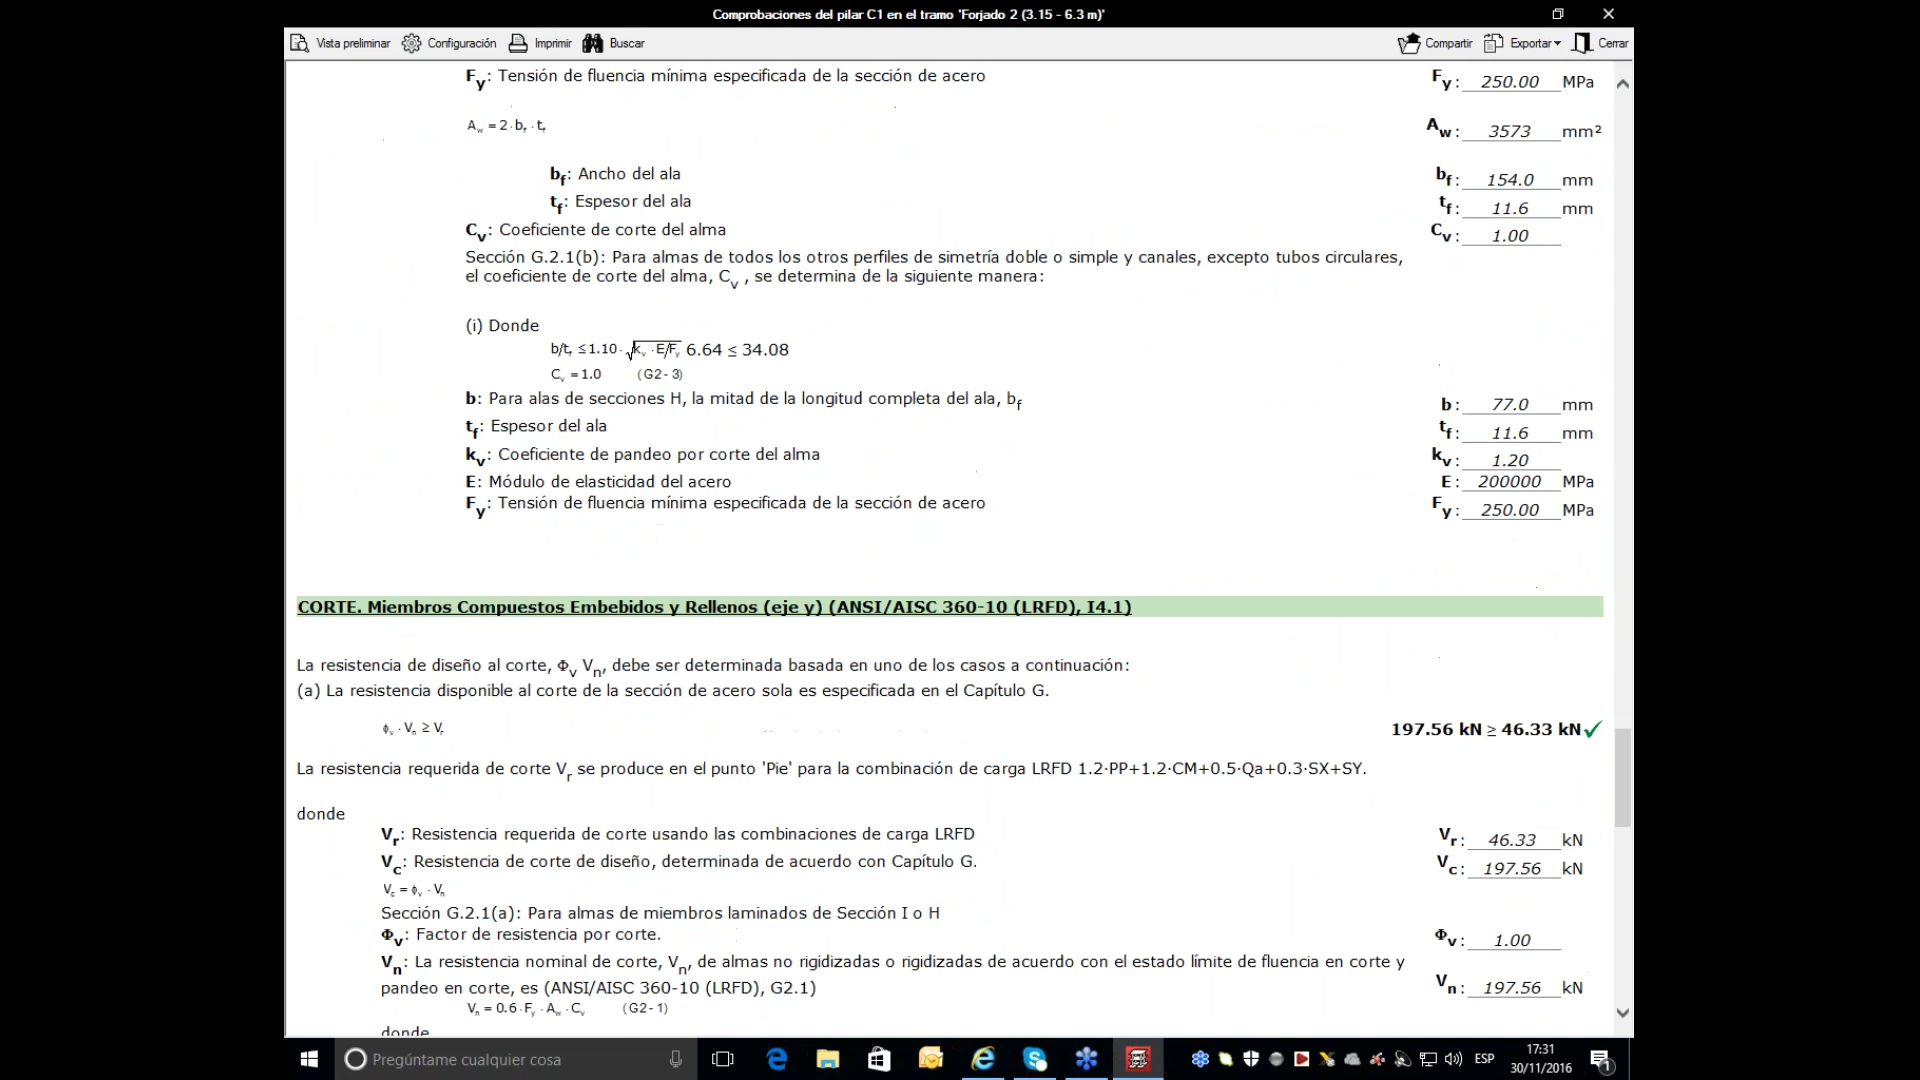 Comprobaciones del pilar C1 en el tramo 'Forjado 2 (3.15 - 6.3 m)'
Vista preliminar Configuración Imprimir Buscar Compartir Exportar Cerrar
Fy: Tensión de fluencia mínima especificada de la sección de acero Fy: 250.00 MPa
Aw = 2·bf·tf Aw: 3573 mm²
bf: Ancho del ala bf: 154.0 mm
tf: Espesor del ala tf: 11.6 mm
Cv: Coeficiente de corte del alma Cv: 1.00
Sección G.2.1(b): Para almas de todos los otros perfiles de simetría doble o simple y canales, excepto tubos circulares,
el coeficiente de corte del alma, Cv , se determina de la siguiente manera:
(i) Donde
b/tf ≤ 1.10·√kv·E/Fy 6.64 ≤ 34.08
Cv = 1.0 (G2-3)
b: Para alas de secciones H, la mitad de la longitud completa del ala, bf b: 77.0 mm
tf: Espesor del ala tf: 11.6 mm
kv: Coeficiente de pandeo por corte del alma kv: 1.20
E: Módulo de elasticidad del acero E: 200000 MPa
Fy: Tensión de fluencia mínima especificada de la sección de acero Fy: 250.00 MPa
CORTE. Miembros Compuestos Embebidos y Rellenos (eje y) (ANSI/AISC 360-10 (LRFD), I4.1)
La resistencia de diseño al corte, Φv Vn, debe ser determinada basada en uno de los casos a continuación:
(a) La resistencia disponible al corte de la sección de acero sola es especificada en el Capítulo G.
ϕv·Vn ≥ Vr 197.56 kN ≥ 46.33 kN ✓
La resistencia requerida de corte Vr se produce en el punto 'Pie' para la combinación de carga LRFD 1.2·PP+1.2·CM+0.5·Qa+0.3·SX+SY.
donde
Vr: Resistencia requerida de corte usando las combinaciones de carga LRFD Vr: 46.33 kN
Vc: Resistencia de corte de diseño, determinada de acuerdo con Capítulo G. Vc: 197.56 kN
Vc = ϕv·Vn
Sección G.2.1(a): Para almas de miembros laminados de Sección I o H
Φv: Factor de resistencia por corte. Φv: 1.00
Vn: La resistencia nominal de corte, Vn, de almas no rigidizadas o rigidizadas de acuerdo con el estado límite de fluencia en corte y
pandeo en corte, es (ANSI/AISC 360-10 (LRFD), G2.1) Vn: 197.56 kN
Vn = 0.6·Fy·Aw·Cv (G2-1)
donde
Pregúntame cualquier cosa ESP 17:31
30/11/2016 1